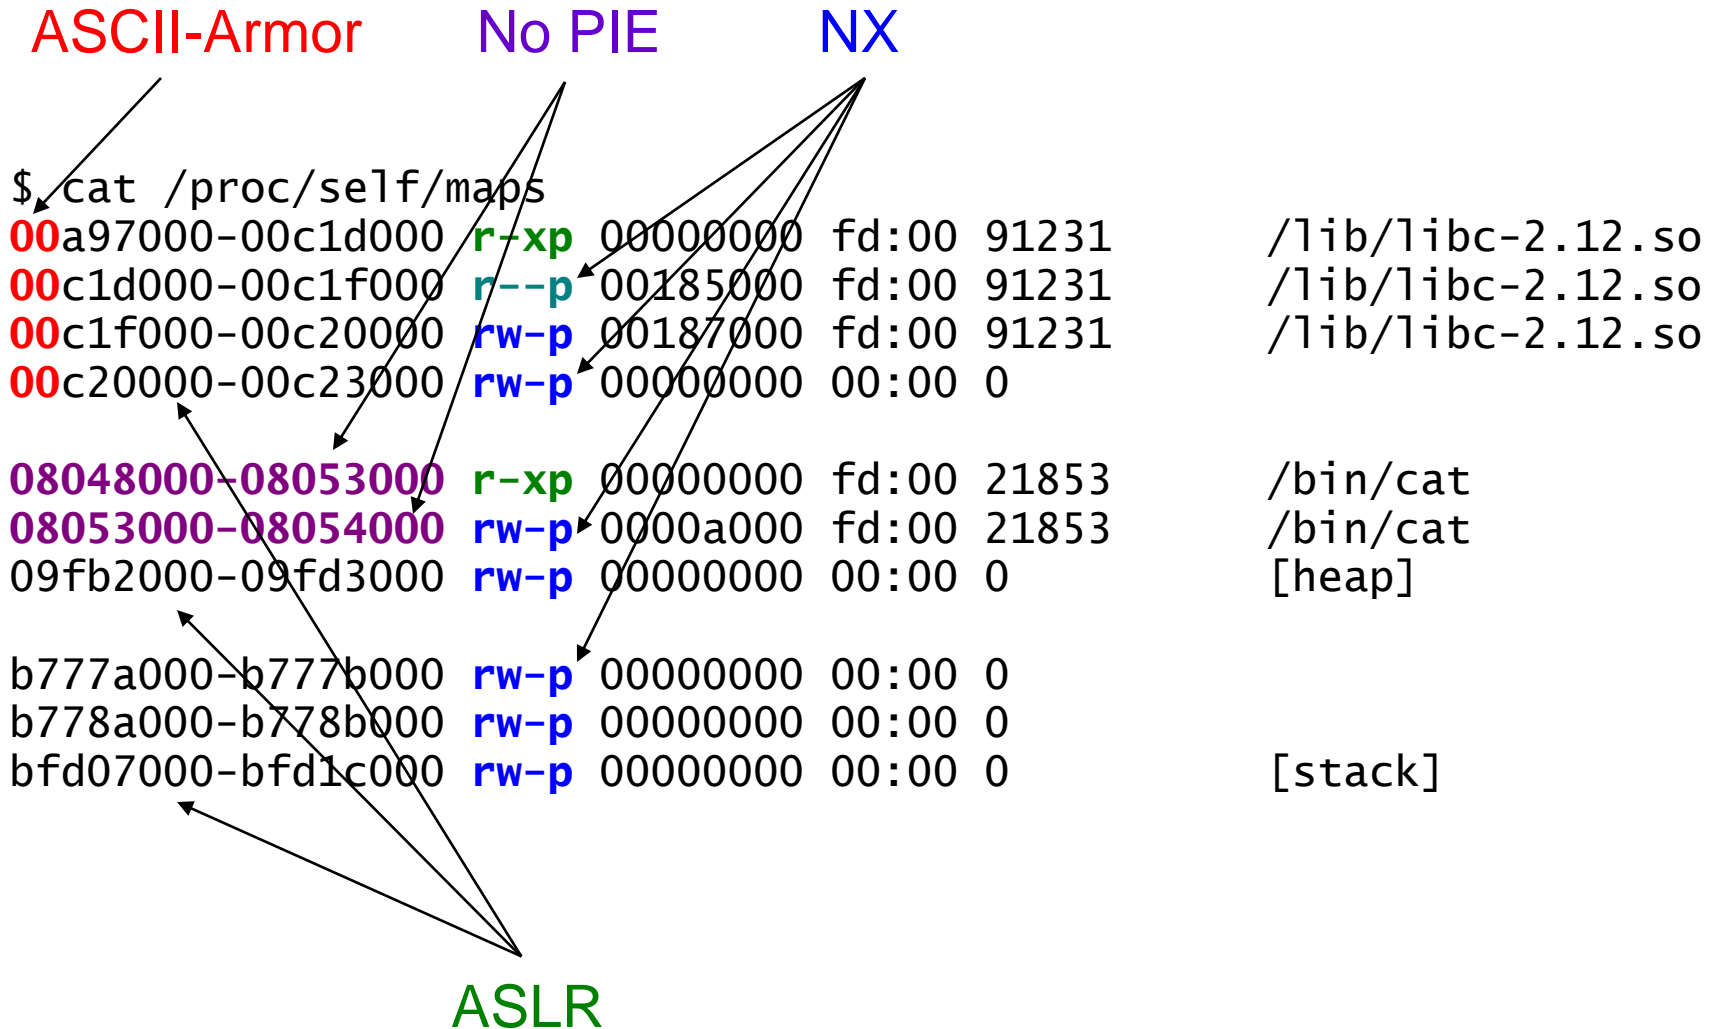 ASCII-Armor No PIE NX
$ cat /proc/self/maps
00a97000-00c1d000 r-xp 00000000 fd:00 91231 /lib/libc-2.12.so
00c1d000-00c1f000 r--p 00185000 fd:00 91231 /lib/libc-2.12.so
00c1f000-00c20000 rw-p 00187000 fd:00 91231 /lib/libc-2.12.so
00c20000-00c23000 rw-p 00000000 00:00 0
08048000-08053000 r-xp 00000000 fd:00 21853 /bin/cat
08053000-08054000 rw-p 0000a000 fd:00 21853 /bin/cat
09fb2000-09fd3000 rw-p 00000000 00:00 0 [heap]
b777a000-b777b000 rw-p 00000000 00:00 0
b778a000-b778b000 rw-p 00000000 00:00 0
bfd07000-bfd1c000 rw-p 00000000 00:00 0 [stack]
ASLR